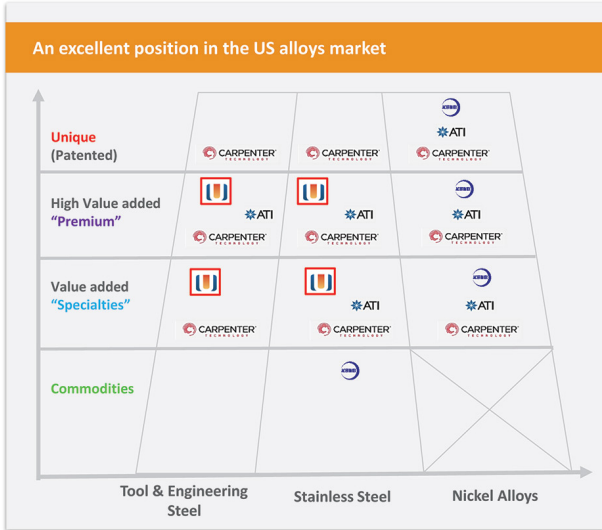 An excellent position in the US alloys market
Unique
(Patented)
CARPENTER
TECHNOLOGY
CARPENTER
TECHNOLOGY
ATI
CARPENTER
TECHNOLOGY
High Value added
“Premium”
ATI
CARPENTER
TECHNOLOGY
ATI
CARPENTER
TECHNOLOGY
ATI
CARPENTER
TECHNOLOGY
Value added
“Specialties”
CARPENTER
TECHNOLOGY
ATI
CARPENTER
TECHNOLOGY
ATI
CARPENTER
TECHNOLOGY
Commodities
Tool & Engineering
Steel
Stainless Steel
Nickel Alloys